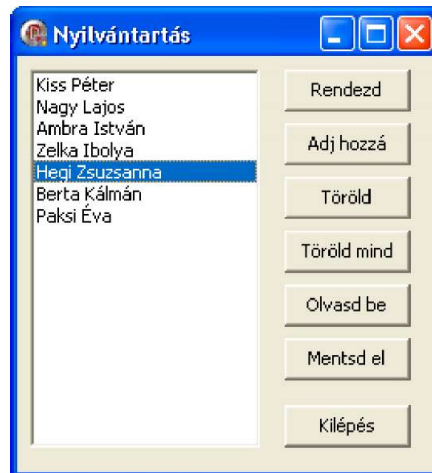 Nyilvántartás
Kiss Péter
Nagy Lajos
Ambra István
Zelka Ibolya
Hegi Zsuzsanna
Berta Kálmán
Paksi Éva
Rendezd
Adj hozzá
Töröld
Töröld mind
Olvasd be
Mentsd el
Kilépés